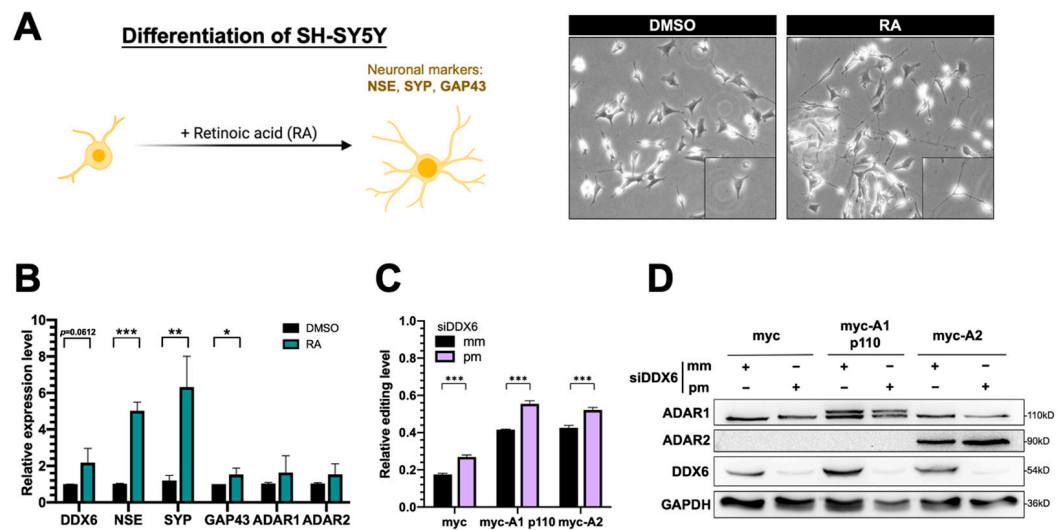 A
Differentiation of SH-SY5Y
Neuronal markers:
NSE, SYP, GAP43
+ Retinoic acid (RA)
DMSO
RA
B
Relative expression level
10
8
6
4
2
0
p=0.0612
***
**
*
DMSO
RA
DDX6 NSE SYP GAP43 ADAR1 ADAR2
C
Relative editing level
1.0
0.8
0.6
0.4
0.2
0.0
siDDX6
mm
pm
***
***
***
myc myc-A1 p110 myc-A2
D
myc
myc-A1
p110
myc-A2
siDDX6
mm + − + − + −
pm − + − + − +
ADAR1
-110kD
ADAR2
-90kD
DDX6
-54kD
GAPDH
-36kD